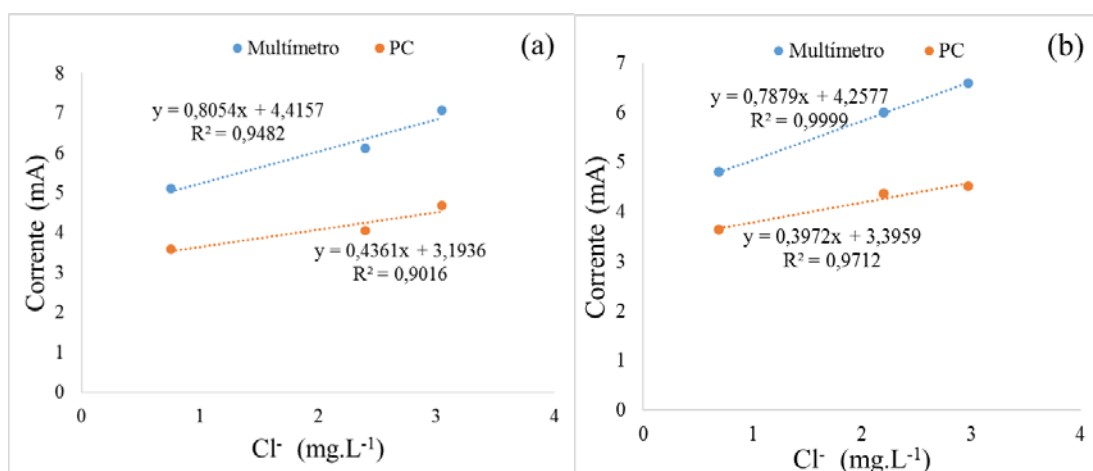 (a)
Multímetro PC
y = 0,8054x + 4,4157
R² = 0,9482
y = 0,4361x + 3,1936
R² = 0,9016
Corrente (mA)
8
7
6
5
4
3
2
1
0
0 1 2 3 4
Cl⁻ (mg.L⁻¹)
(b)
Multímetro PC
y = 0,7879x + 4,2577
R² = 0,9999
y = 0,3972x + 3,3959
R² = 0,9712
Corrente (mA)
7
6
5
4
3
2
1
0
0 1 2 3 4
Cl⁻ (mg.L⁻¹)